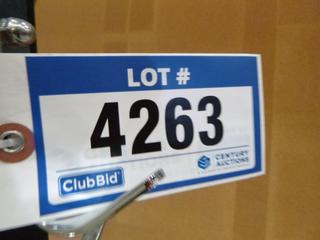 LOT #
4263
ClubBid
CENTURY
AUCTIONS